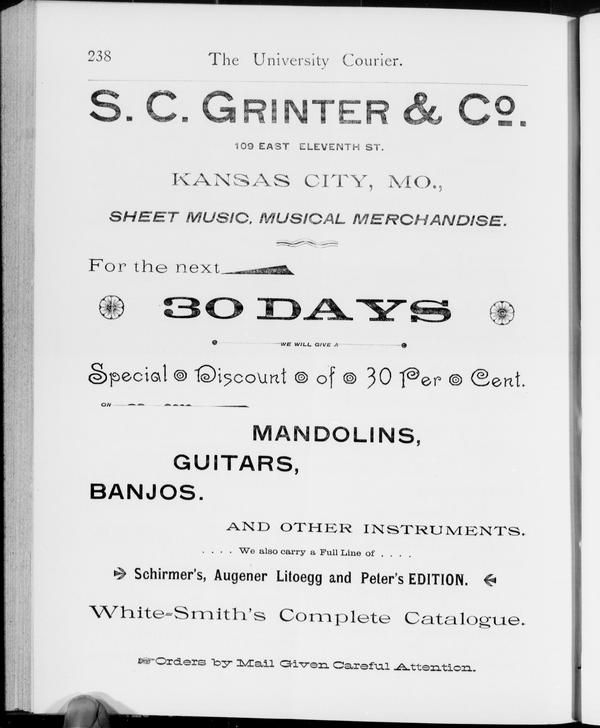 238
The University Courier.
S. C. GRINTER & Co.
109 EAST ELEVENTH ST.
KANSAS CITY, MO.,
SHEET MUSIC, MUSICAL MERCHANDISE.
For the next
30 DAYS
WE WILL GIVE A
Special Discount of 30 Per Cent.
ON
MANDOLINS,
GUITARS,
BANJOS.
AND OTHER INSTRUMENTS.
. . . . We also carry a Full Line of . . . .
Schirmer's, Augener Litoegg and Peter's EDITION.
White-Smith's Complete Catalogue.
Orders by Mail Given Careful Attention.